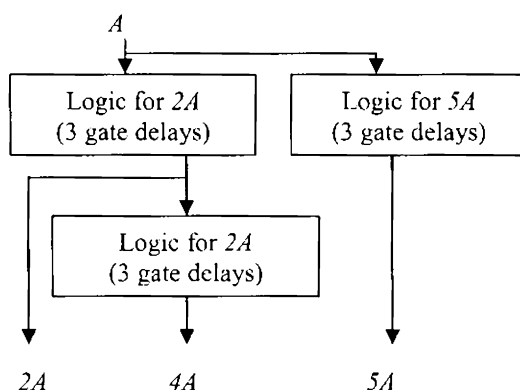 A
Logic for 2A
(3 gate delays)
Logic for 5A
(3 gate delays)
Logic for 2A
(3 gate delays)
2A 4A 5A